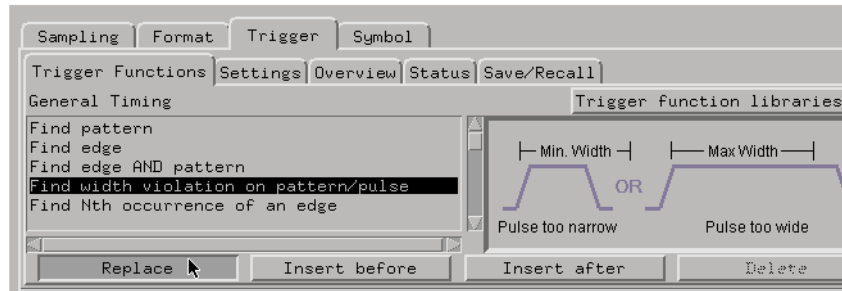 Sampling Format Trigger Symbol
Trigger Functions Settings Overview Status Save/Recall
General Timing Trigger function libraries
Find pattern
Find edge
Find edge AND pattern
Find width violation on pattern/pulse
Find Nth occurrence of an edge
Min. Width Max Width
OR
Pulse too narrow Pulse too wide
Replace Insert before Insert after Delete